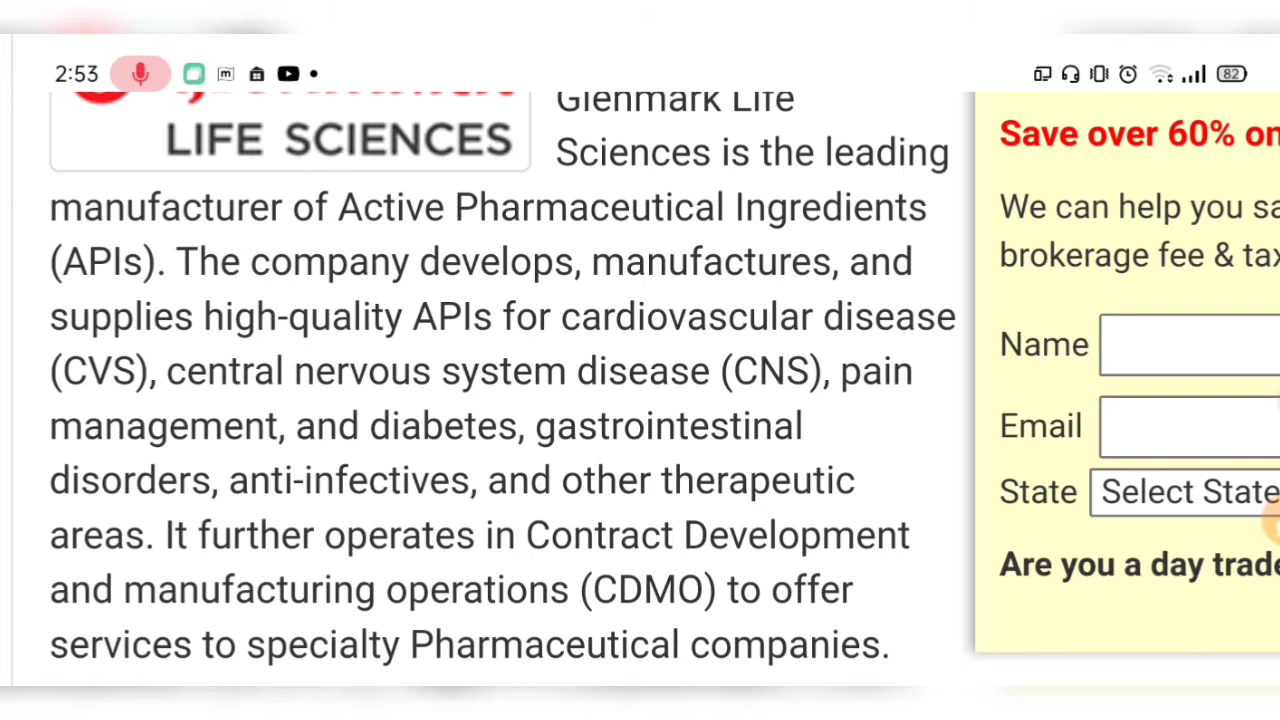 2:53
82
LIFE SCIENCES
Glenmark Life
Sciences is the leading
manufacturer of Active Pharmaceutical Ingredients
(APIs). The company develops, manufactures, and
supplies high-quality APIs for cardiovascular disease
(CVS), central nervous system disease (CNS), pain
management, and diabetes, gastrointestinal
disorders, anti-infectives, and other therapeutic
areas. It further operates in Contract Development
and manufacturing operations (CDMO) to offer
services to specialty Pharmaceutical companies.
Save over 60% on
We can help you
brokerage fee &
Name
Email
State Select State
Are you a day